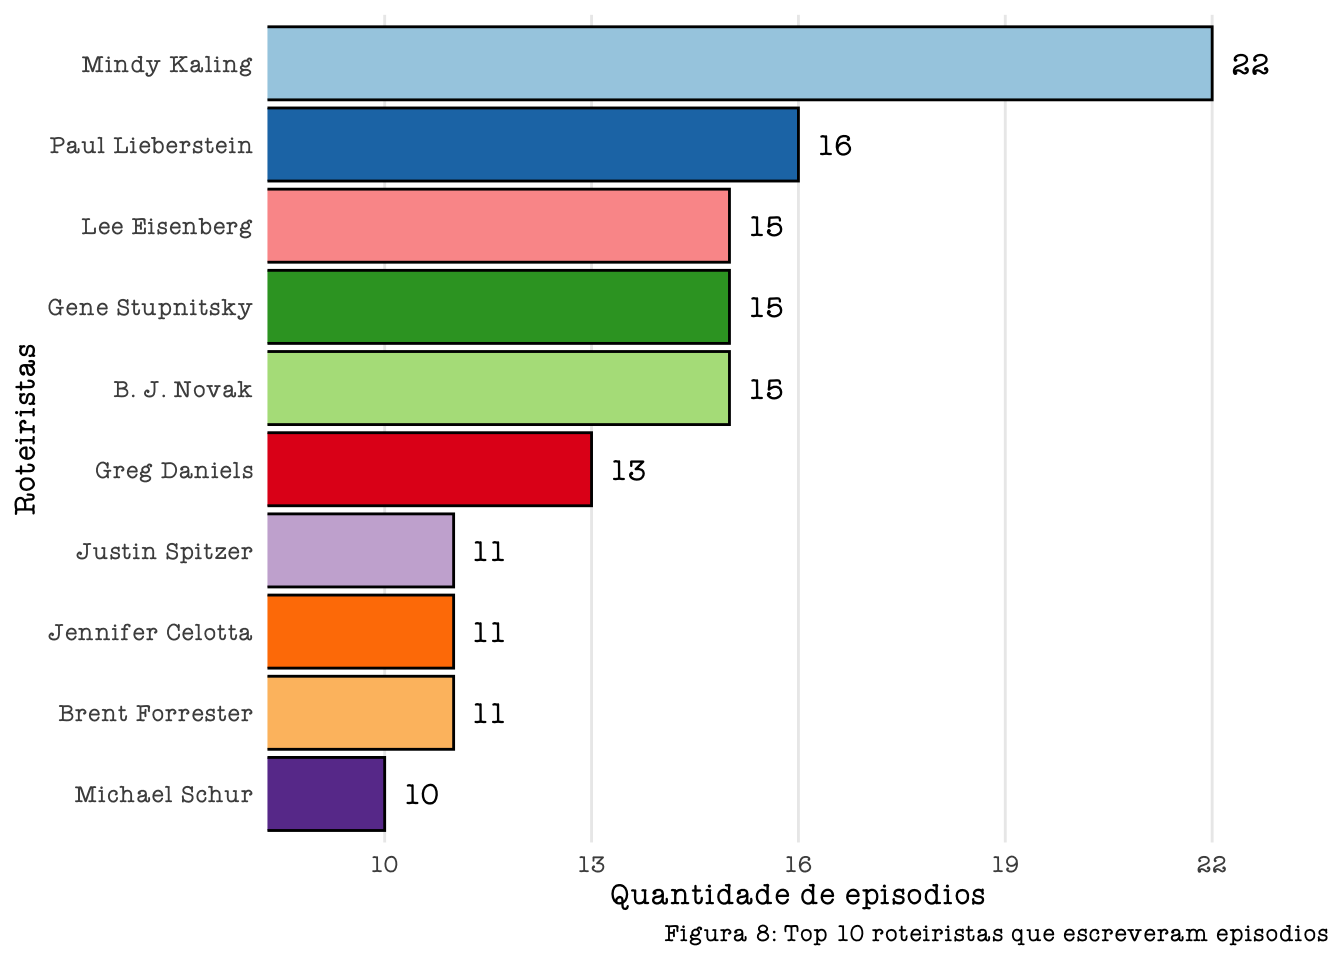 Mindy Kaling 22
Paul Lieberstein 16
Lee Eisenberg 15
Gene Stupnitsky 15
B. J. Novak 15
Greg Daniels 13
Justin Spitzer 11
Jennifer Celotta 11
Brent Forrester 11
Michael Schur 10
Roteiristas
10 13 16 19 22
Quantidade de episodios
Figura 8: Top 10 roteiristas que escreveram episodios